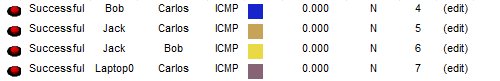 Successful Bob Carlos ICMP 0.000 N 4 (edit)
Successful Jack Carlos ICMP 0.000 N 5 (edit)
Successful Jack Bob ICMP 0.000 N 6 (edit)
Successful Laptop0 Carlos ICMP 0.000 N 7 (edit)